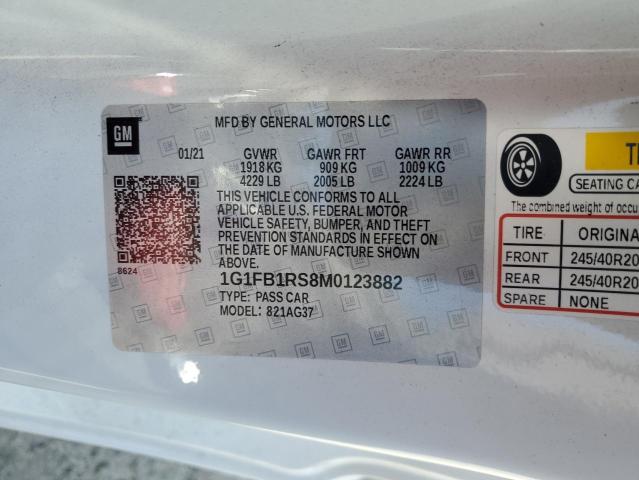 GM
MFD BY GENERAL MOTORS LLC
01/21 GVWR GAWR FRT GAWR RR
1918 KG 909 KG 1009 KG
4229 LB 2005 LB 2224 LB
THIS VEHICLE CONFORMS TO ALL
APPLICABLE U.S. FEDERAL MOTOR
VEHICLE SAFETY, BUMPER, AND THEFT
PREVENTION STANDARDS IN EFFECT ON
THE DATE OF MANUFACTURE SHOWN
ABOVE.
8624
1G1FB1RS8M0123882
TYPE: PASS CAR
MODEL: 821AG37
SEATING CA
The combined weight of occu
TIRE ORIGINA
FRONT 245/40R20
REAR 245/40R20
SPARE NONE